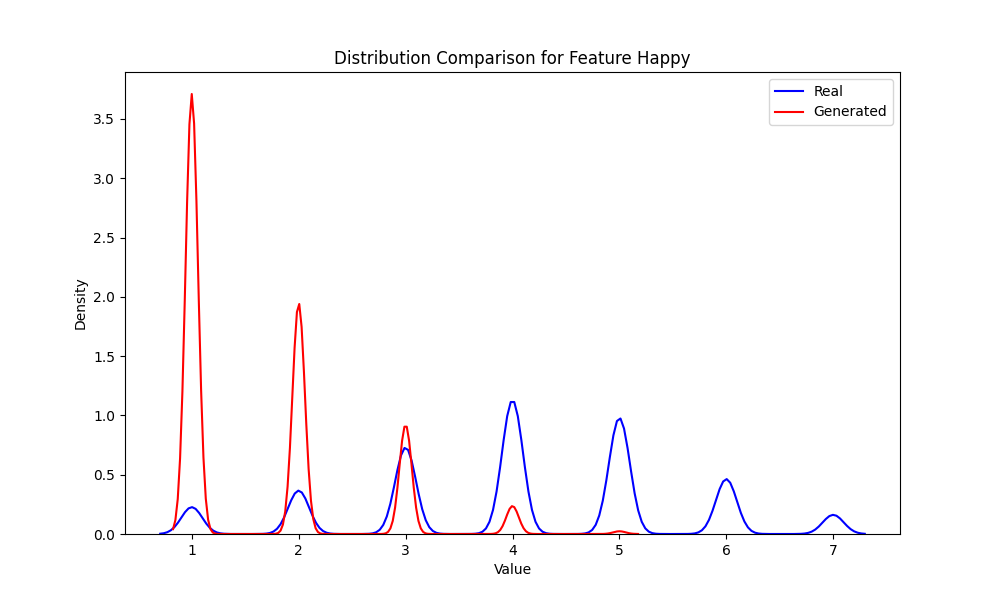 Distribution Comparison for Feature Happy
Real
Generated
3.5
3.0
2.5
2.0
1.5
1.0
0.5
0.0
Density
1 2 3 4 5 6 7
Value